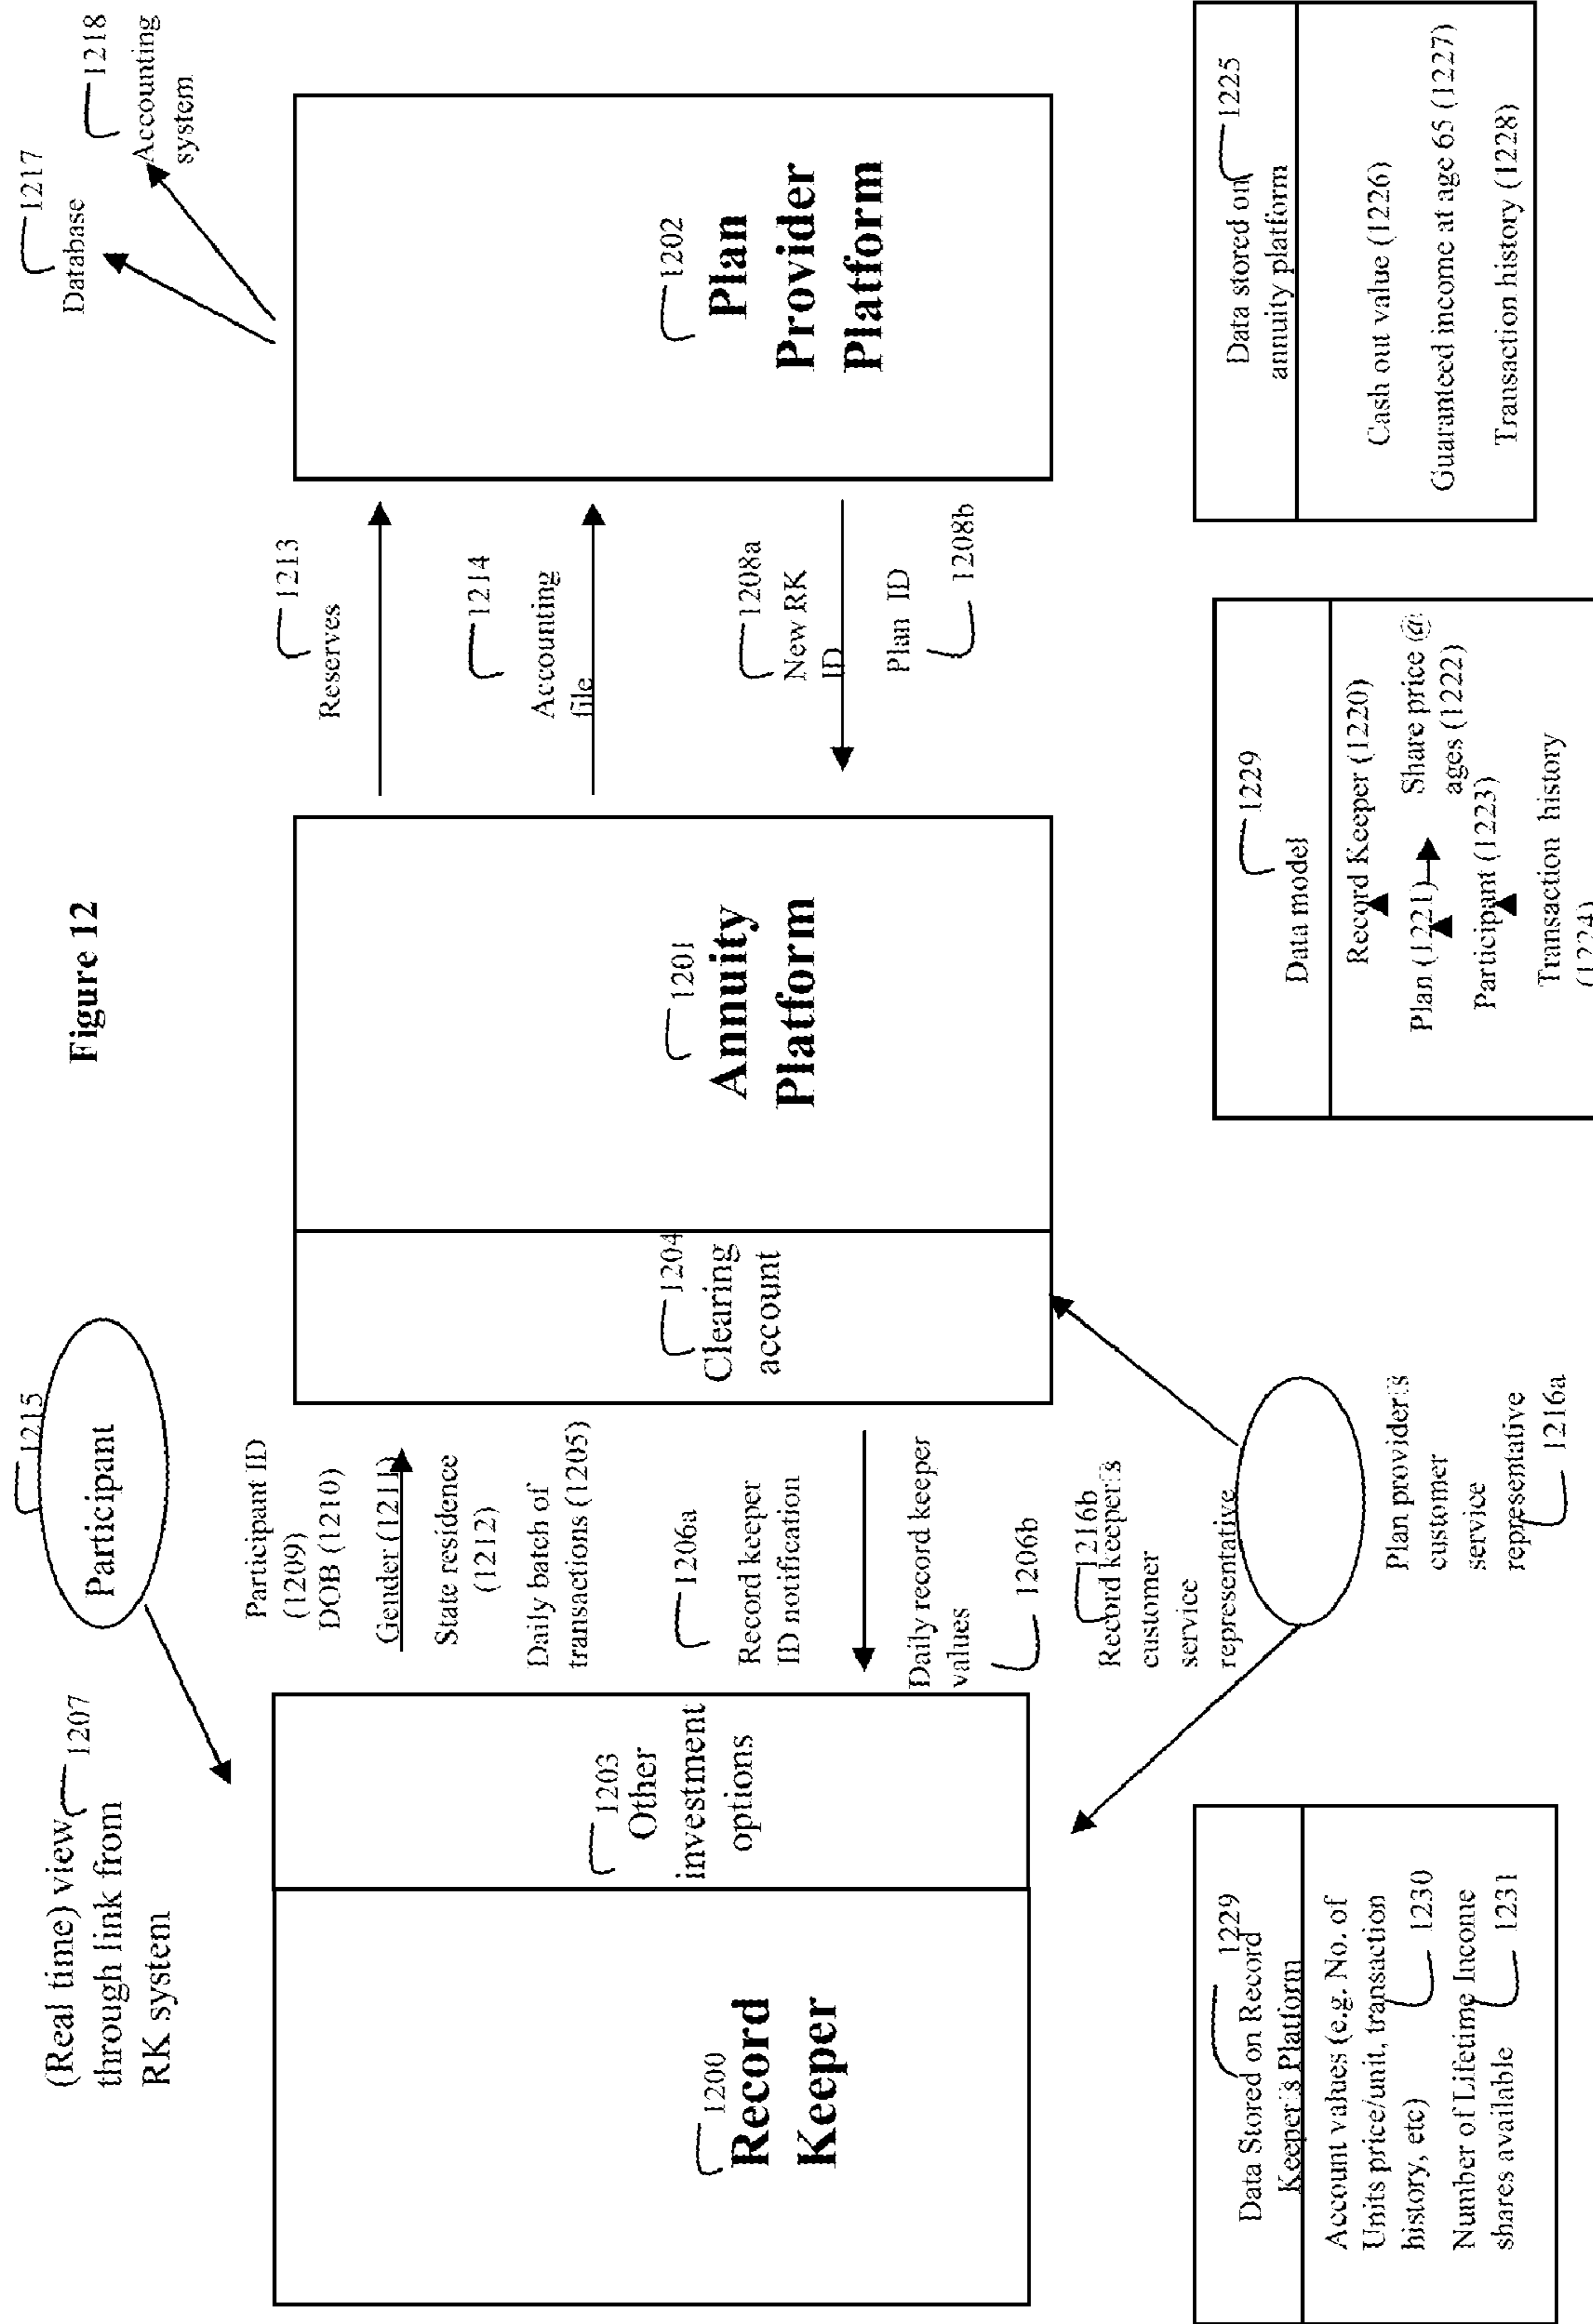 Figure 12
1215
Participant
(Real time) view
1207
through link from
RK system
1217
Database
1218
Accounting
system
1200
Record
Keeper
1203
Other
investment
options
Participant ID
(1209)
DOB (1210)
Gender (1211)
State residence
(1212)
Daily batch of
transactions (1205)
1206a
Record keeper
ID notification
Daily record keeper
values
1206b
1204
Clearing
account
1201
Annuity
Platform
1213
Reserves
1214
Accounting
file
1208a
New RK
ID
Plan ID
1208b
1202
Plan
Provider
Platform
1216b
Record keeper's
customer
service
representative
Plan provider's
customer
service
representative
1216a
1229
Data Stored on Record
Keeper's Platform
Account values (e.g. No. of
Units price/unit, transaction
history, etc)
1230
Number of Lifetime Income
shares available
1231
1229
Data model
Record Keeper (1220)
Plan (1221)
Share price @
ages (1222)
Participant (1223)
Transaction history
(1224)
Data stored on
1225
annuity platform
Cash out value (1226)
Guaranteed income at age 65 (1227)
Transaction history (1228)